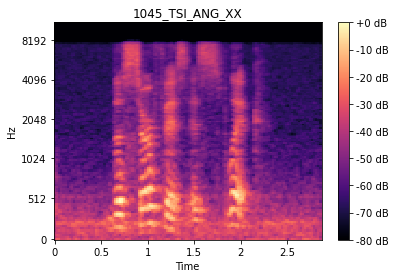 1045_TSI_ANG_XX
Hz
8192
4096
2048
1024
512
0
0
0.5
1
1.5
2
2.5
Time
+0 dB
-10 dB
-20 dB
-30 dB
-40 dB
-50 dB
-60 dB
-70 dB
-80 dB